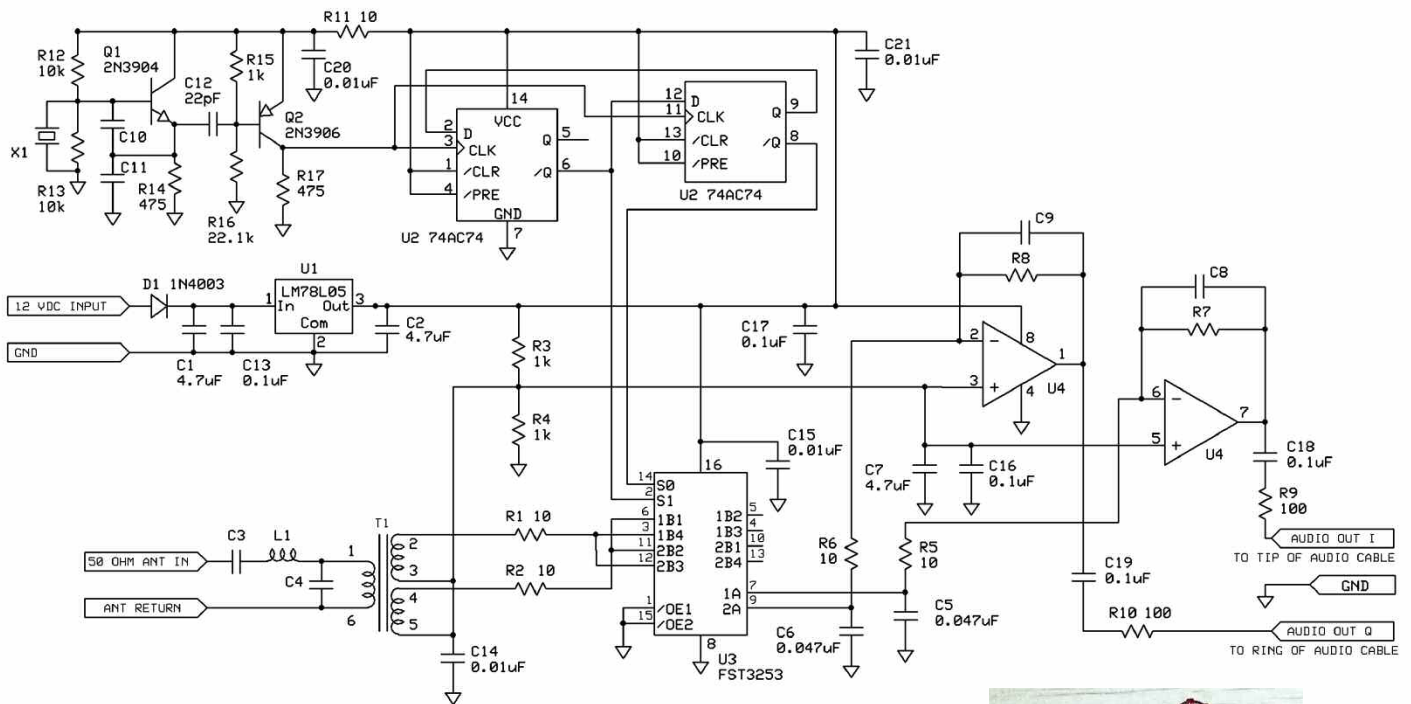 R11 10
R12
10k
Q1
2N3904
R15
1k
C12
22pF
C20
0.01uF
C21
0.01uF
Q2
2N3906
X1
C10
C11
R13
10k
R14
475
R16
22.1k
R17
475
14
VCC
2 D
3 CLK
1 /CLR
4 /PRE
Q 5
/Q 6
GND
7
U2 74AC74
12 D
11 CLK
13 /CLR
10 /PRE
Q 9
/Q 8
U2 74AC74
12 VDC INPUT
GND
D1 1N4003
U1
LM78L05
1 In Out 3
Com
2
C1
4.7uF
C13
0.1uF
C2
4.7uF
R3
1k
R4
1k
C17
0.1uF
C9
R8
2 -
3 +
8
1
4
U4
C8
R7
6 -
5 +
7
U4
C7
4.7uF
C16
0.1uF
C18
0.1uF
R9
100
AUDIO OUT I
TO TIP OF AUDIO CABLE
GND
AUDIO OUT Q
TO RING OF AUDIO CABLE
R10 100
C19
0.1uF
C15
0.01uF
16
14 S0
2 S1
6 1B1
3 1B4
11 2B2
12 2B3
1 /OE1
15 /OE2
1B2 5
1B3 4
2B1 10
2B4 13
1A 7
2A 9
8
U3
FST3253
R6
10
R5
10
C6
0.047uF
C5
0.047uF
50 OHM ANT IN
ANT RETURN
C3
L1
C4
T1
1
6
2
3
4
5
R1 10
R2 10
C14
0.01uF